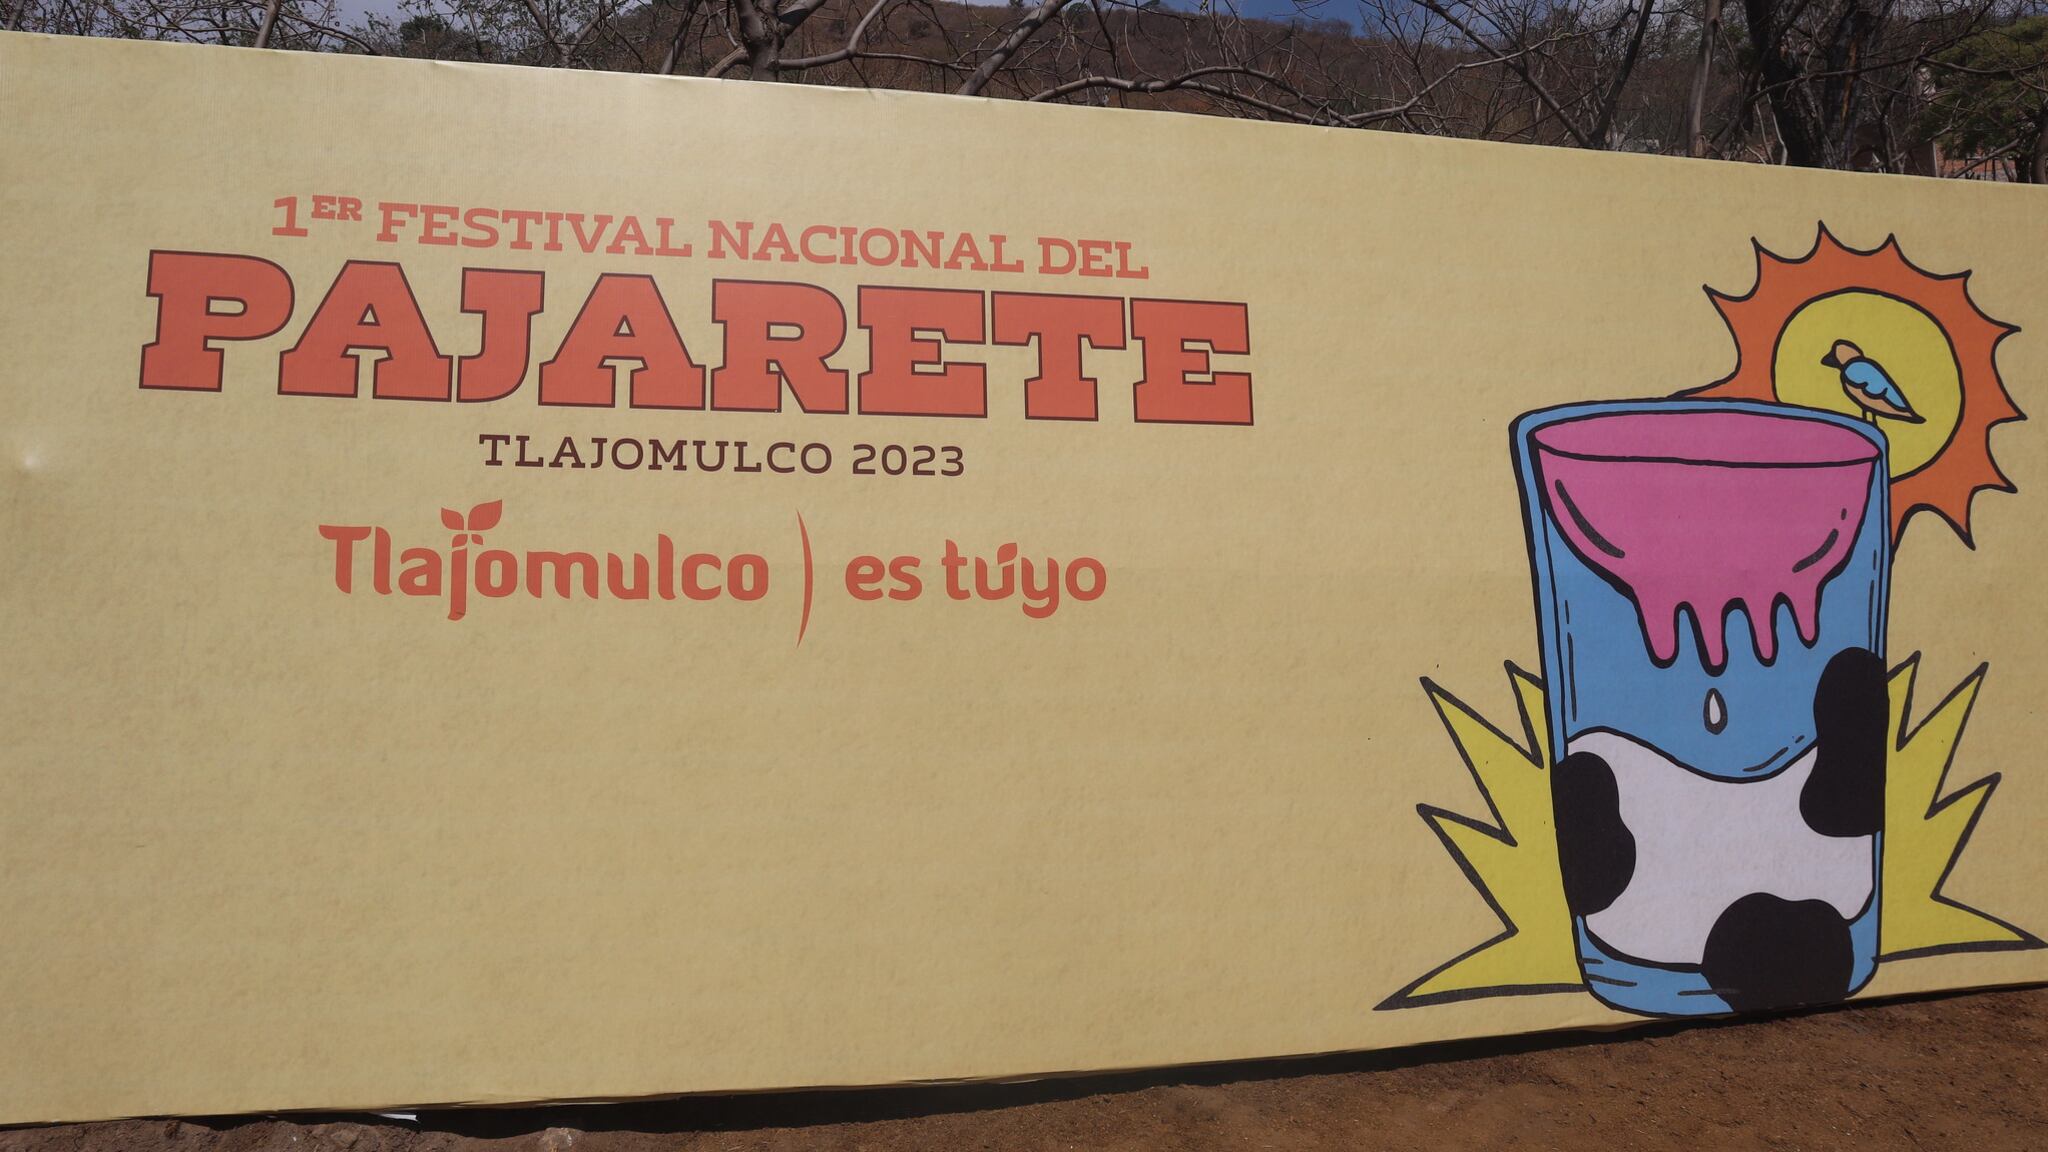 1ER FESTIVAL NACIONAL DEL
PAJARETE
TLAJOMULCO 2023
Tlajomulco ) es túyo